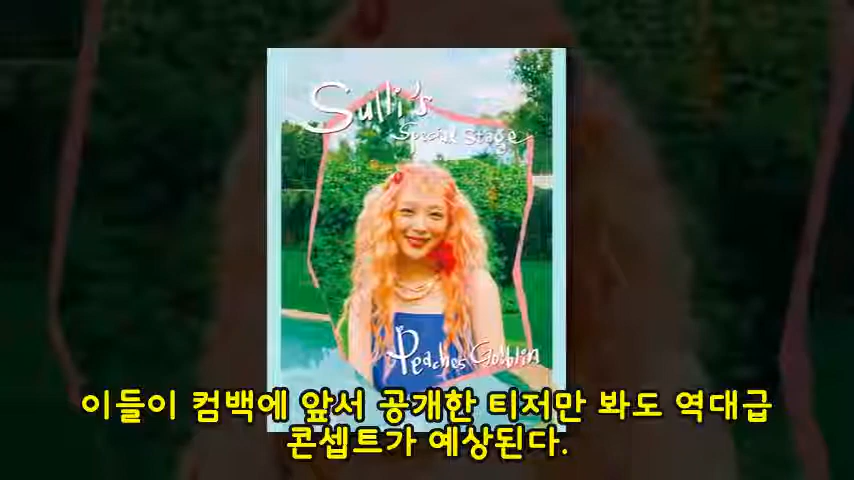 Sulli's
Special Stage
Peaches Goblin
이들이 컴백에 앞서 공개한 티저만 봐도 역대급
콘셉트가 예상된다.